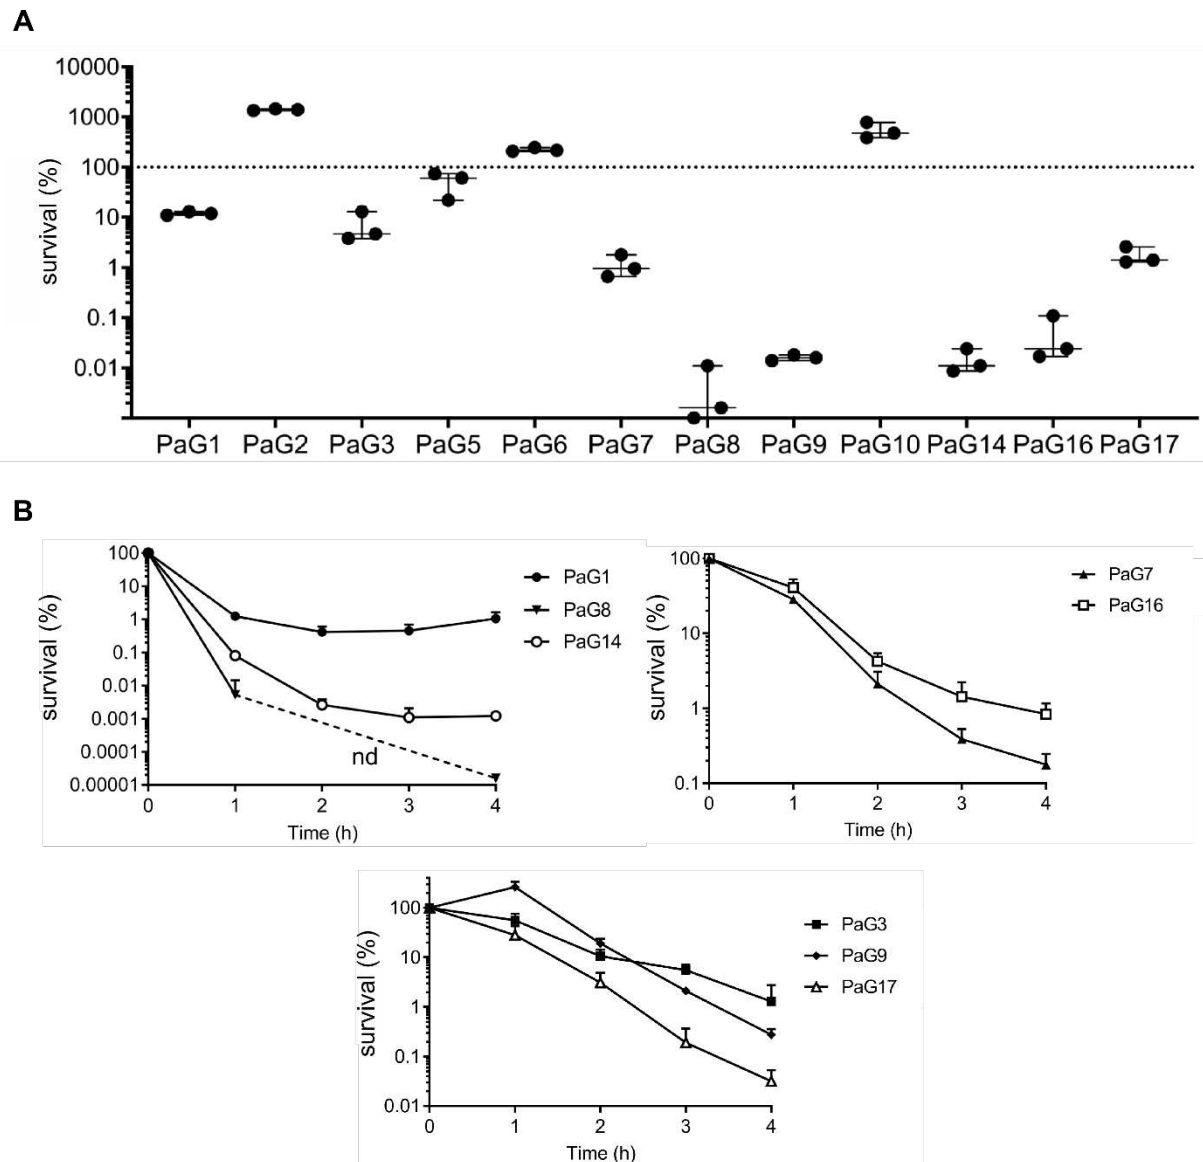 A
10000
1000
100
10
1
0.1
0.01
survival (%)
PaG1 PaG2 PaG3 PaG5 PaG6 PaG7 PaG8 PaG9 PaG10 PaG14 PaG16 PaG17
B
100
10
1
0.1
0.01
0.001
0.0001
0.00001
survival (%)
nd
0 1 2 3 4
Time (h)
PaG1
PaG8
PaG14
100
10
1
0.1
survival (%)
0 1 2 3 4
Time (h)
PaG7
PaG16
100
10
1
0.1
0.01
survival (%)
0 1 2 3 4
Time (h)
PaG3
PaG9
PaG17